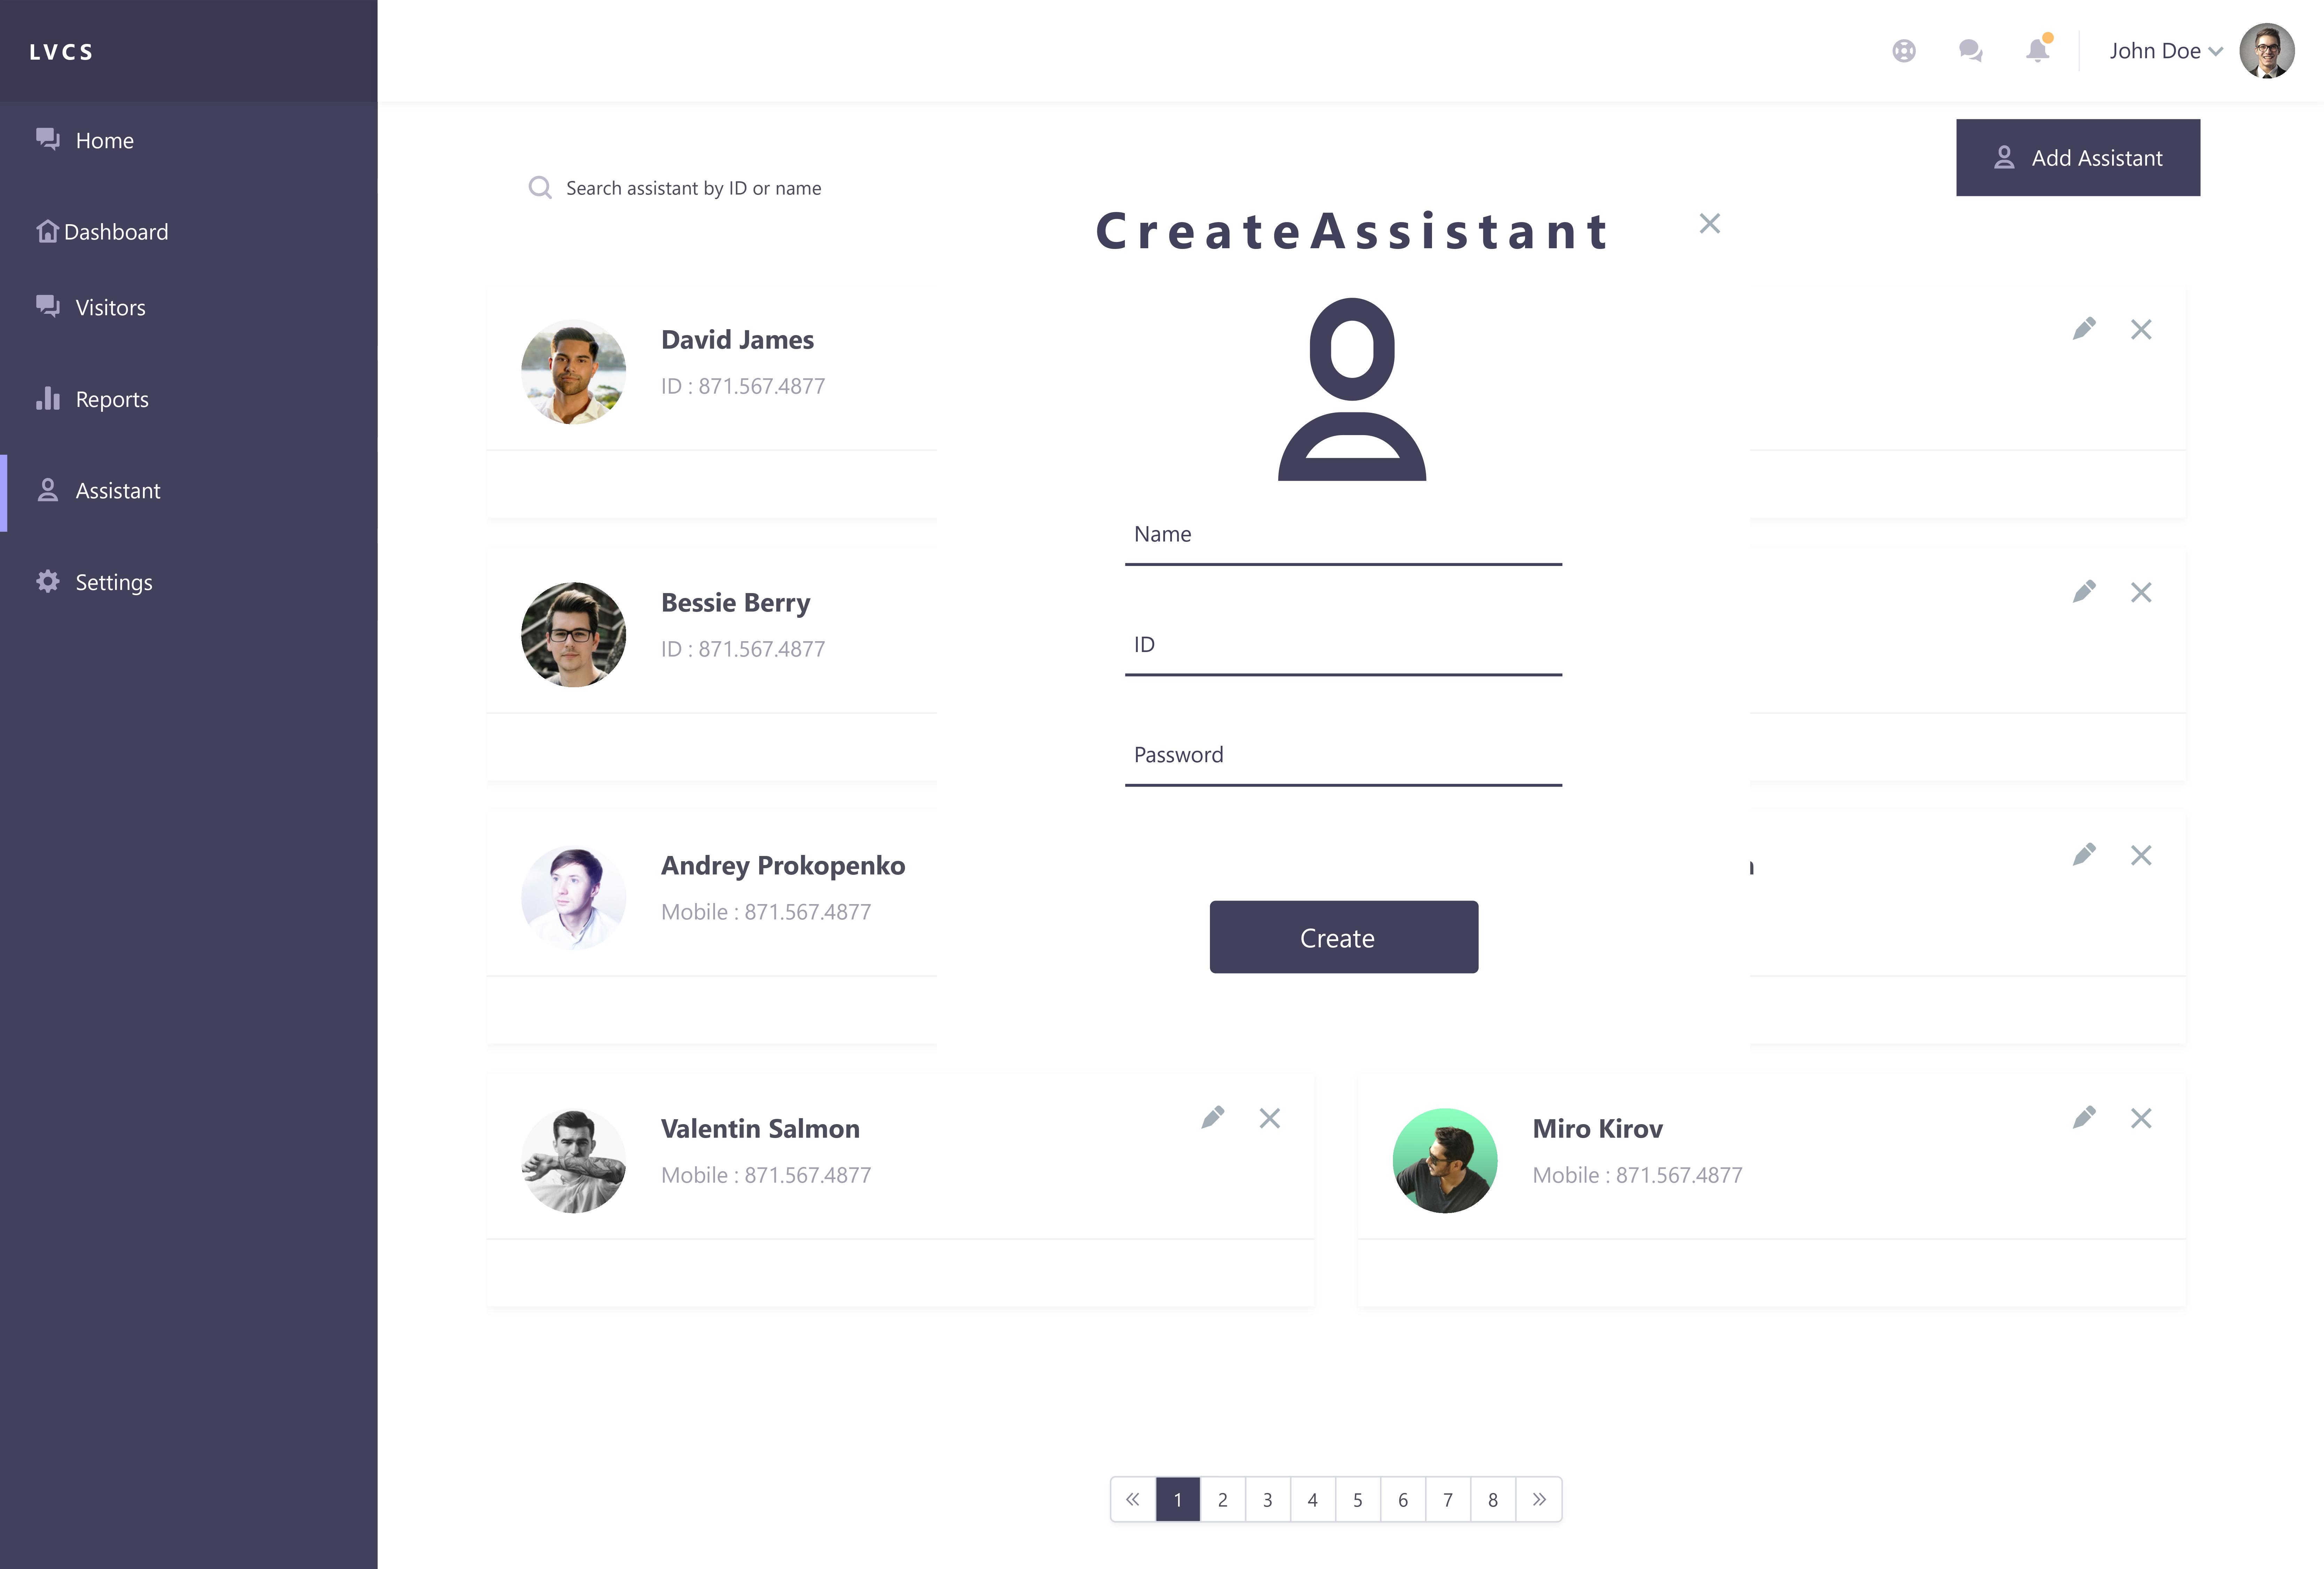 LVCS
John Doe
Home
Dashboard
Visitors
Reports
Assistant
Settings
Add Assistant
Search assistant by ID or name
CreateAssistant
Name
ID
Password
Create
David James
ID : 871.567.4877
Bessie Berry
ID : 871.567.4877
Andrey Prokopenko
Mobile : 871.567.4877
Valentin Salmon
Mobile : 871.567.4877
Miro Kirov
Mobile : 871.567.4877
« 1 2 3 4 5 6 7 8 »